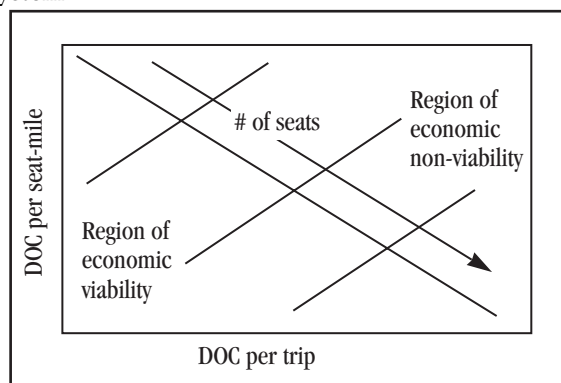 # of seats
Region of
economic
non-viability
Region of
economic
viability
DOC per seat-mile
DOC per trip